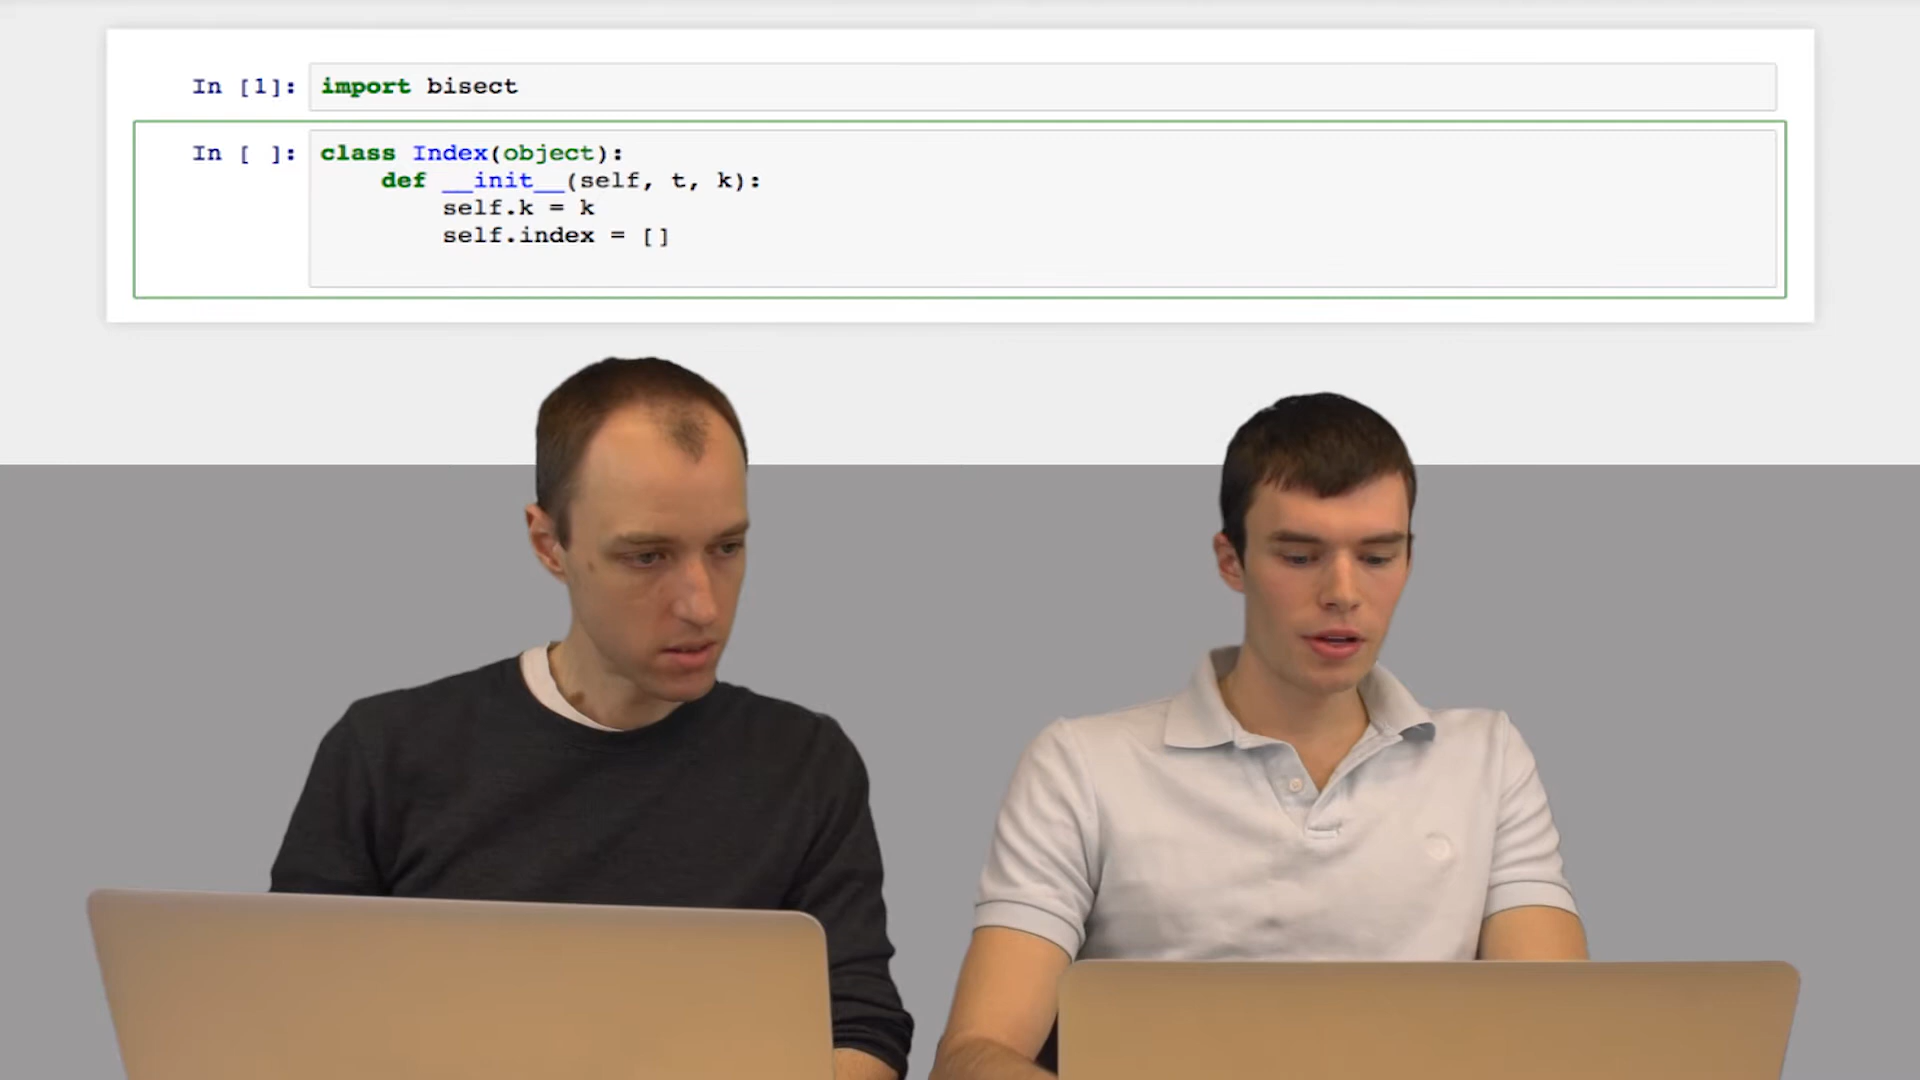 In [1]: import bisect
In [ ]: class Index(object):
def __init__(self, t, k):
self.k = k
self.index = []